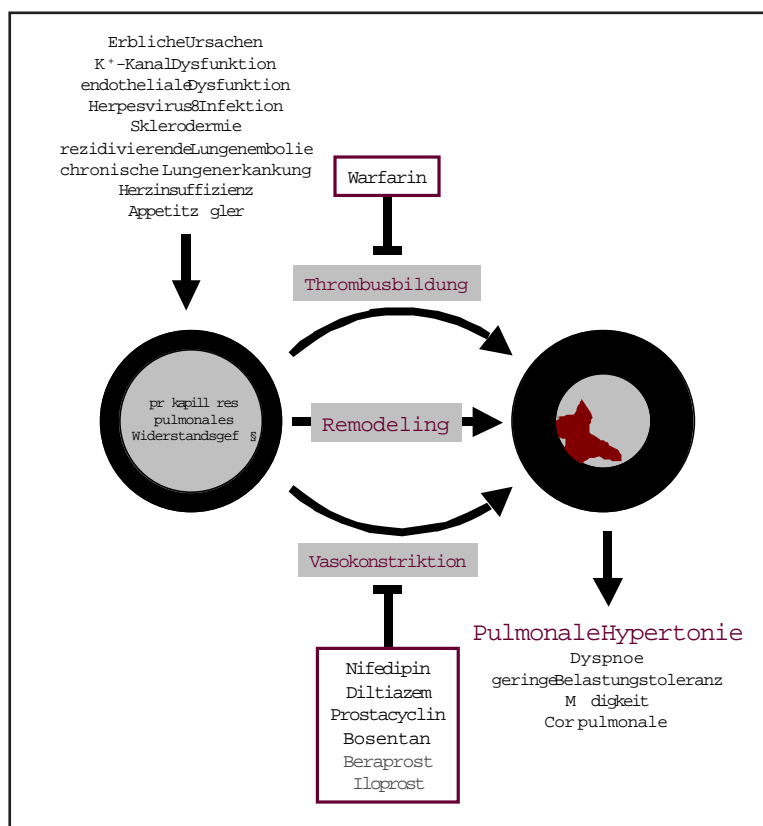 ErblicheUrsachen
K⁺-KanalDysfunktion
endothelialeDysfunktion
Herpesvirus8Infektion
Sklerodermie
rezidivierendeLungenembolie
chronische Lungenerkankung
Herzinsuffizienz
Appetitz gler
Warfarin
Thrombusbildung
pr kapill res
pulmonales
Widerstandsgef §
Remodeling
Vasokonstriktion
Nifedipin
Diltiazem
Prostacyclin
Bosentan
Beraprost
Iloprost
PulmonaleHypertonie
Dyspnoe
geringeBelastungstoleranz
M digkeit
Cor pulmonale